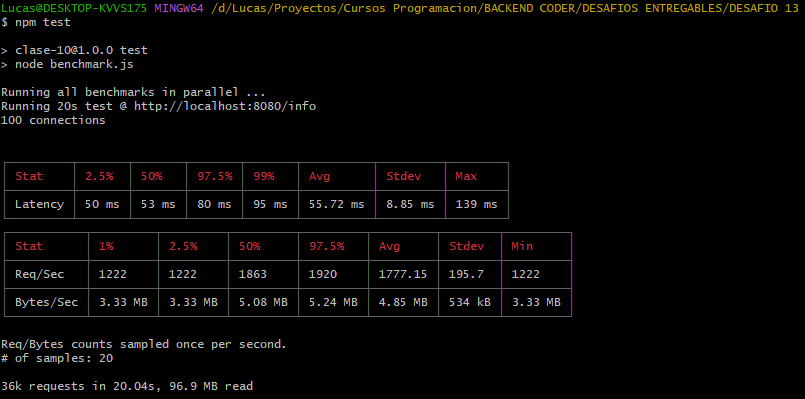 Lucas@DESKTOP-KVVS175 MINGW64 /d/Lucas/Proyectos/Cursos Programacion/BACKEND CODER/DESAFIOS ENTREGABLES/DESAFIO 13
$ npm test
> clase-10@1.0.0 test
> node benchmark.js
Running all benchmarks in parallel ...
Running 20s test @ http://localhost:8080/info
100 connections
Stat 2.5% 50% 97.5% 99% Avg Stdev Max
Latency 50 ms 53 ms 80 ms 95 ms 55.72 ms 8.85 ms 139 ms
Stat 1% 2.5% 50% 97.5% Avg Stdev Min
Req/Sec 1222 1222 1863 1920 1777.15 195.7 1222
Bytes/Sec 3.33 MB 3.33 MB 5.08 MB 5.24 MB 4.85 MB 534 kB 3.33 MB
Req/Bytes counts sampled once per second.
# of samples: 20
36k requests in 20.04s, 96.9 MB read